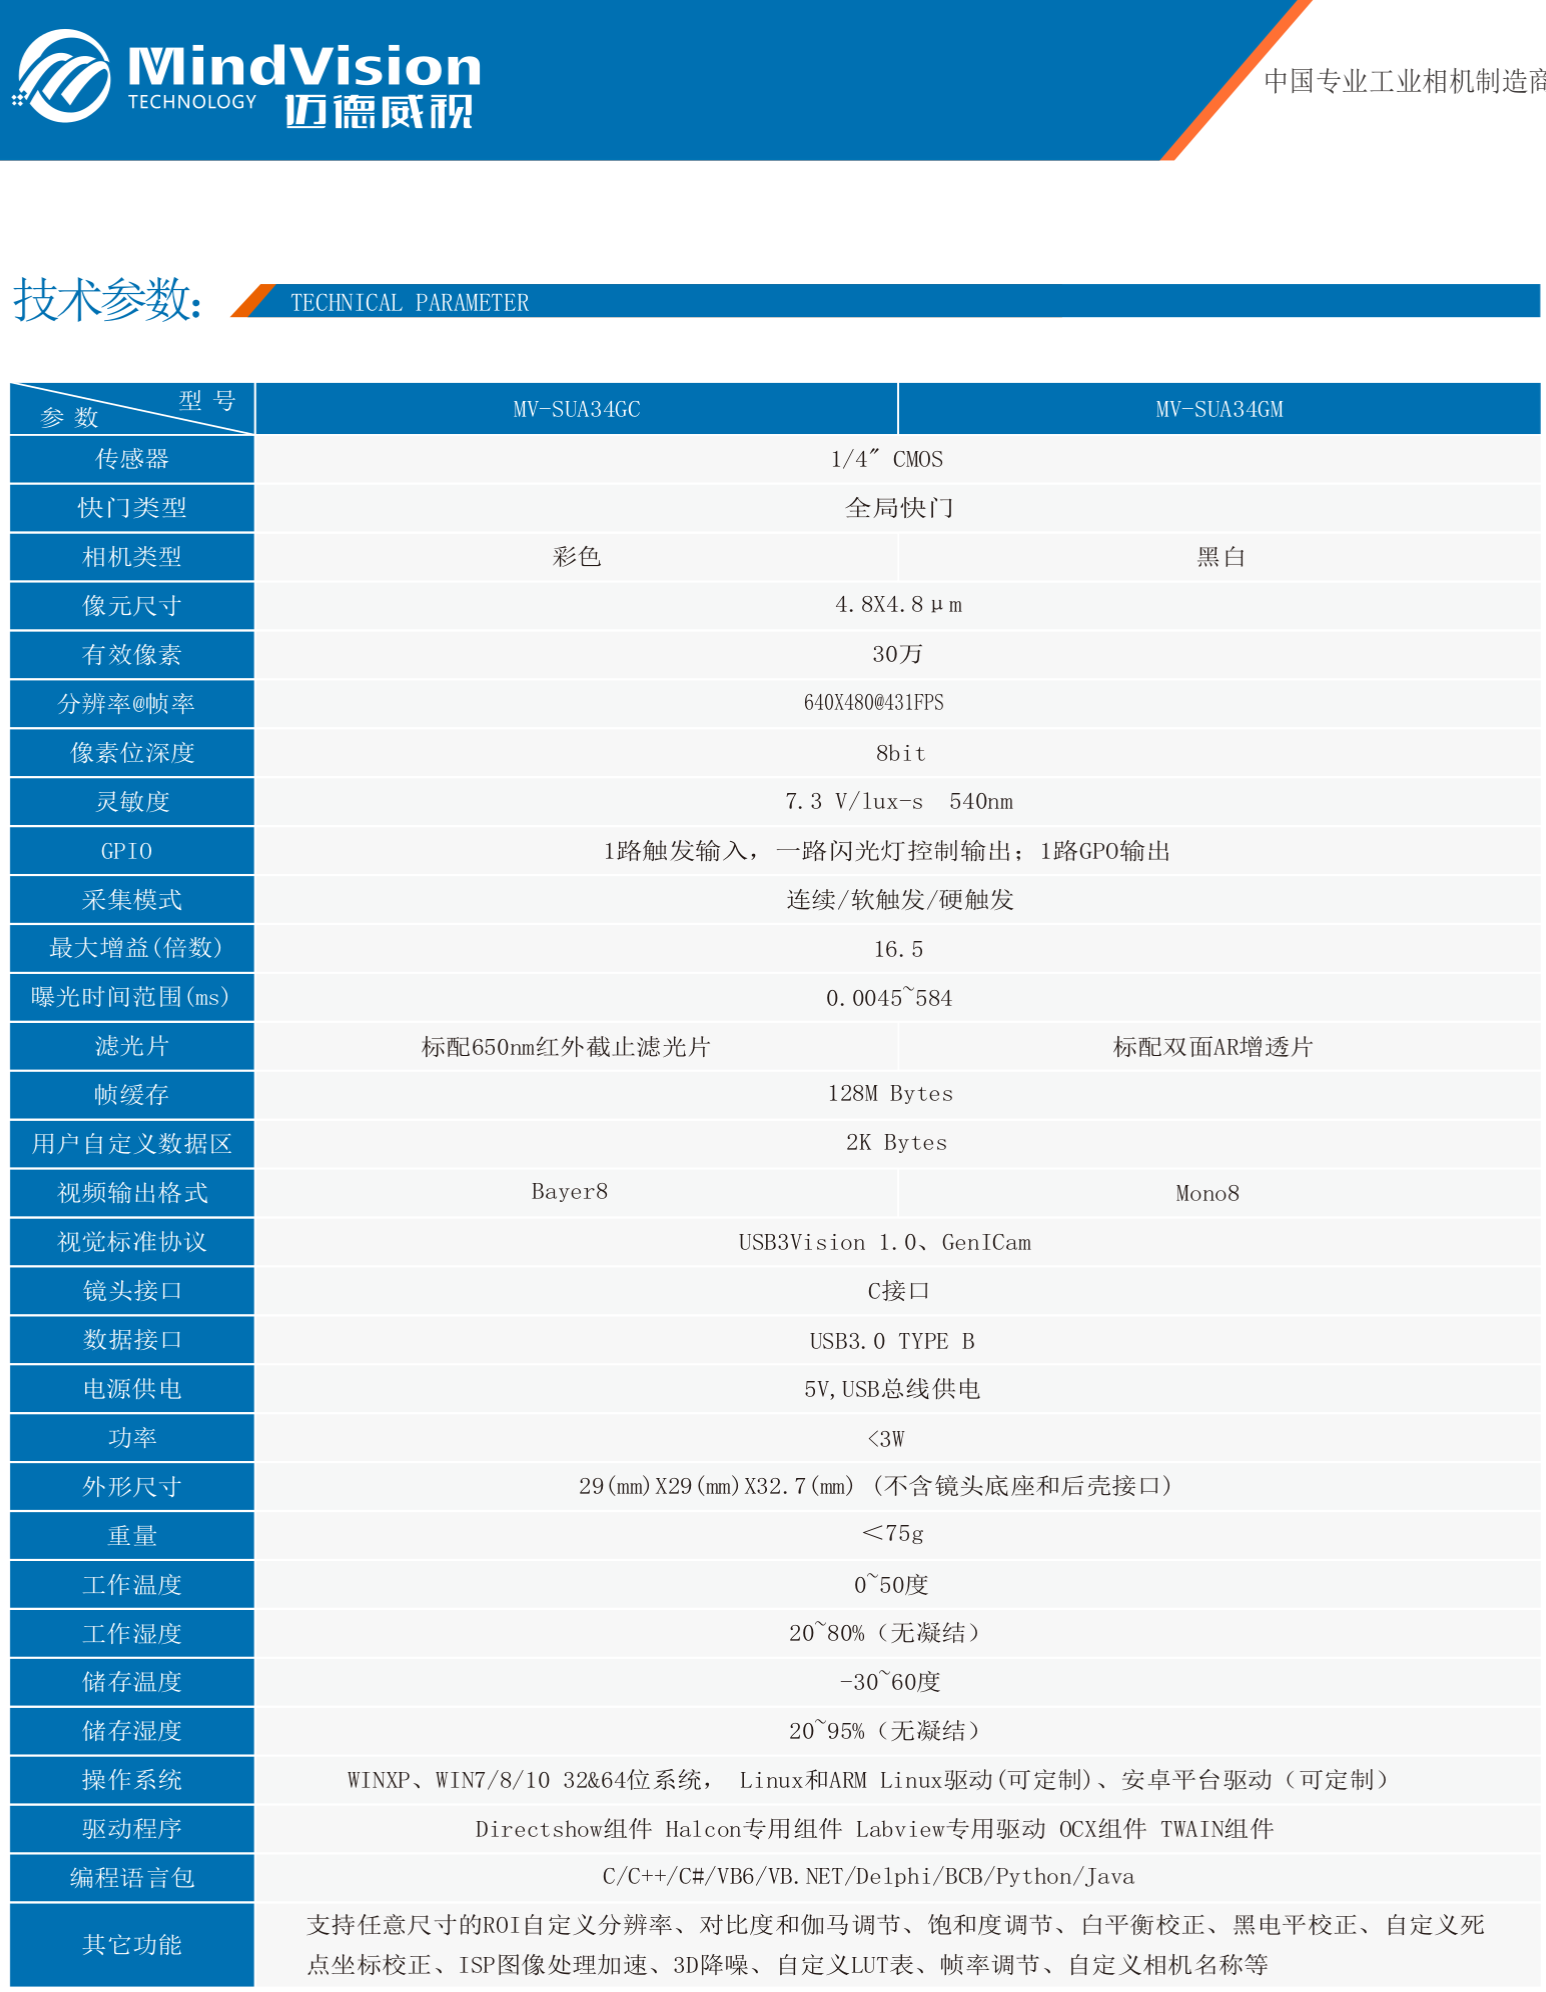 MindVision
TECHNOLOGY 迈德威视
中国专业工业相机制造商
技术参数: TECHNICAL PARAMETER
型 号
参 数
MV-SUA34GC MV-SUA34GM
传感器 1/4″ CMOS
快门类型 全局快门
相机类型 彩色 黑白
像元尺寸 4.8X4.8μm
有效像素 30万
分辨率@帧率 640X480@431FPS
像素位深度 8bit
灵敏度 7.3 V/lux-s 540nm
GPIO 1路触发输入，一路闪光灯控制输出；1路GPO输出
采集模式 连续/软触发/硬触发
最大增益(倍数) 16.5
曝光时间范围(ms) 0.0045~584
滤光片 标配650nm红外截止滤光片 标配双面AR增透片
帧缓存 128M Bytes
用户自定义数据区 2K Bytes
视频输出格式 Bayer8 Mono8
视觉标准协议 USB3Vision 1.0、GenICam
镜头接口 C接口
数据接口 USB3.0 TYPE B
电源供电 5V,USB总线供电
功率 <3W
外形尺寸 29(mm)X29(mm)X32.7(mm) (不含镜头底座和后壳接口)
重量 ＜75g
工作温度 0~50度
工作湿度 20~80%（无凝结）
储存温度 -30~60度
储存湿度 20~95%（无凝结）
操作系统 WINXP、WIN7/8/10 32&64位系统， Linux和ARM Linux驱动(可定制)、安卓平台驱动（可定制）
驱动程序 Directshow组件 Halcon专用组件 Labview专用驱动 OCX组件 TWAIN组件
编程语言包 C/C++/C#/VB6/VB.NET/Delphi/BCB/Python/Java
其它功能 支持任意尺寸的ROI自定义分辨率、对比度和伽马调节、饱和度调节、白平衡校正、黑电平校正、自定义死
点坐标校正、ISP图像处理加速、3D降噪、自定义LUT表、帧率调节、自定义相机名称等